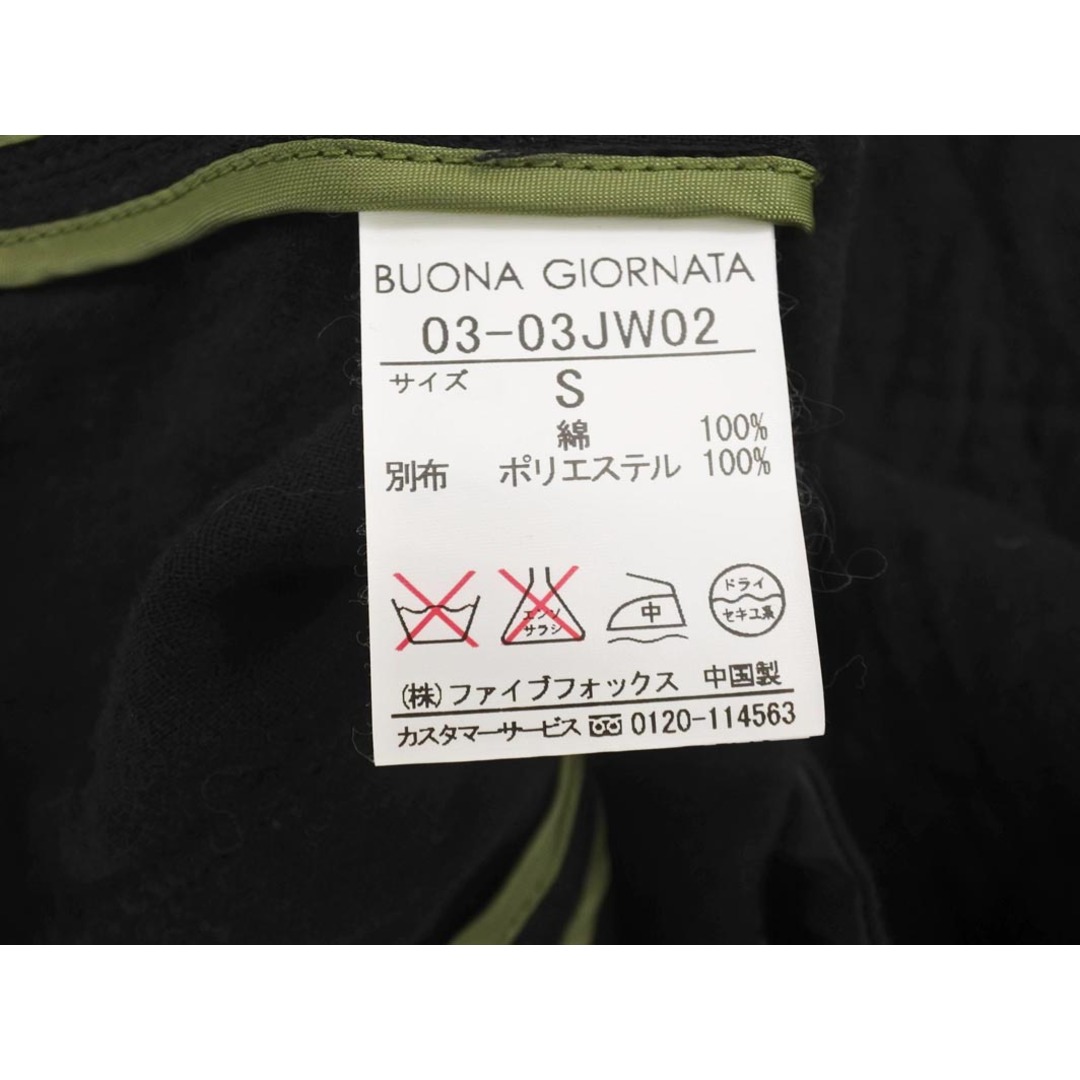 BUONA GIORNATA
03-03JW02
サイズ S
綿 100%
別布 ポリエステル 100%
エンソ
サラシ
中
ドライ
セキユ系
(株)ファイブフォックス 中国製
カスタマーサービス 0120-114563